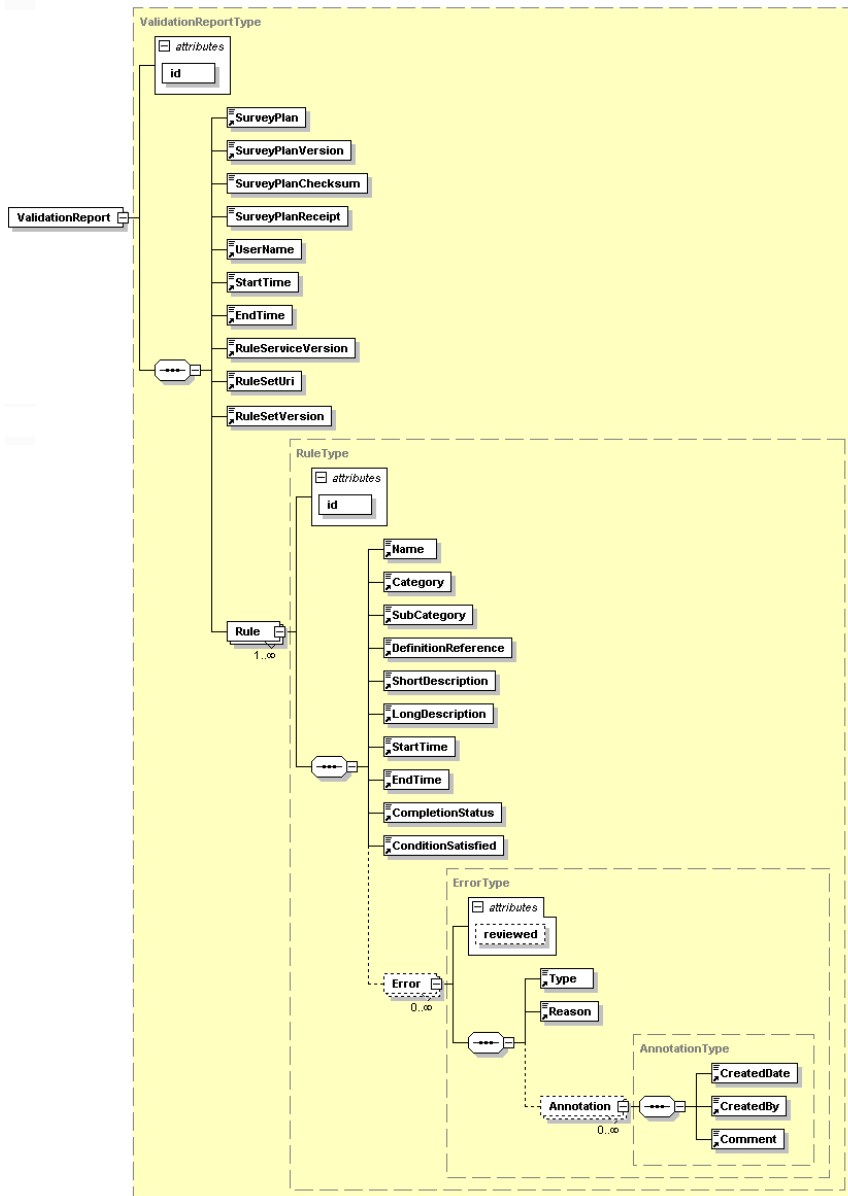 ValidationReportType
attributes
id
SurveyPlan
SurveyPlanVersion
SurveyPlanChecksum
SurveyPlanReceipt
ValidationReport
UserName
StartTime
EndTime
RuleServiceVersion
RuleSetUri
RuleSetVersion
RuleType
attributes
id
Name
Category
SubCategory
DefinitionReference
ShortDescription
LongDescription
StartTime
EndTime
CompletionStatus
ConditionSatisfied
Rule
1..∞
ErrorType
attributes
reviewed
Error
0..∞
Type
Reason
AnnotationType
CreatedDate
CreatedBy
Comment
Annotation
0..∞